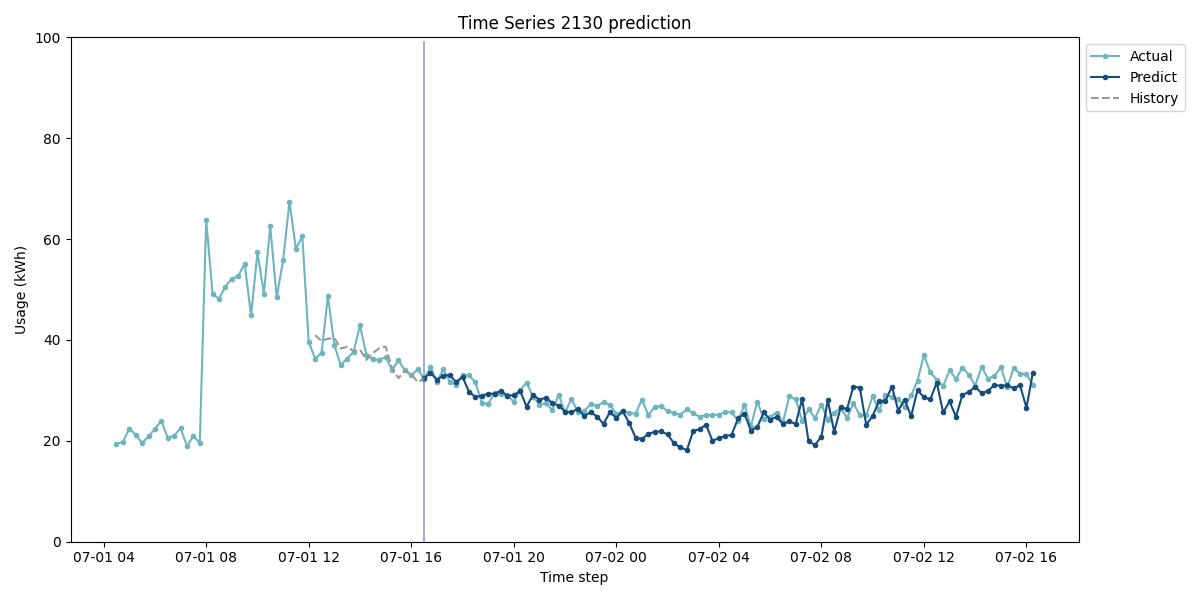 Time Series 2130 prediction
Usage (kWh)
100
80
60
40
20
0
07-01 04
07-01 08
07-01 12
07-01 16
07-01 20
07-02 00
07-02 04
07-02 08
07-02 12
07-02 16
Time step
Actual
Predict
History